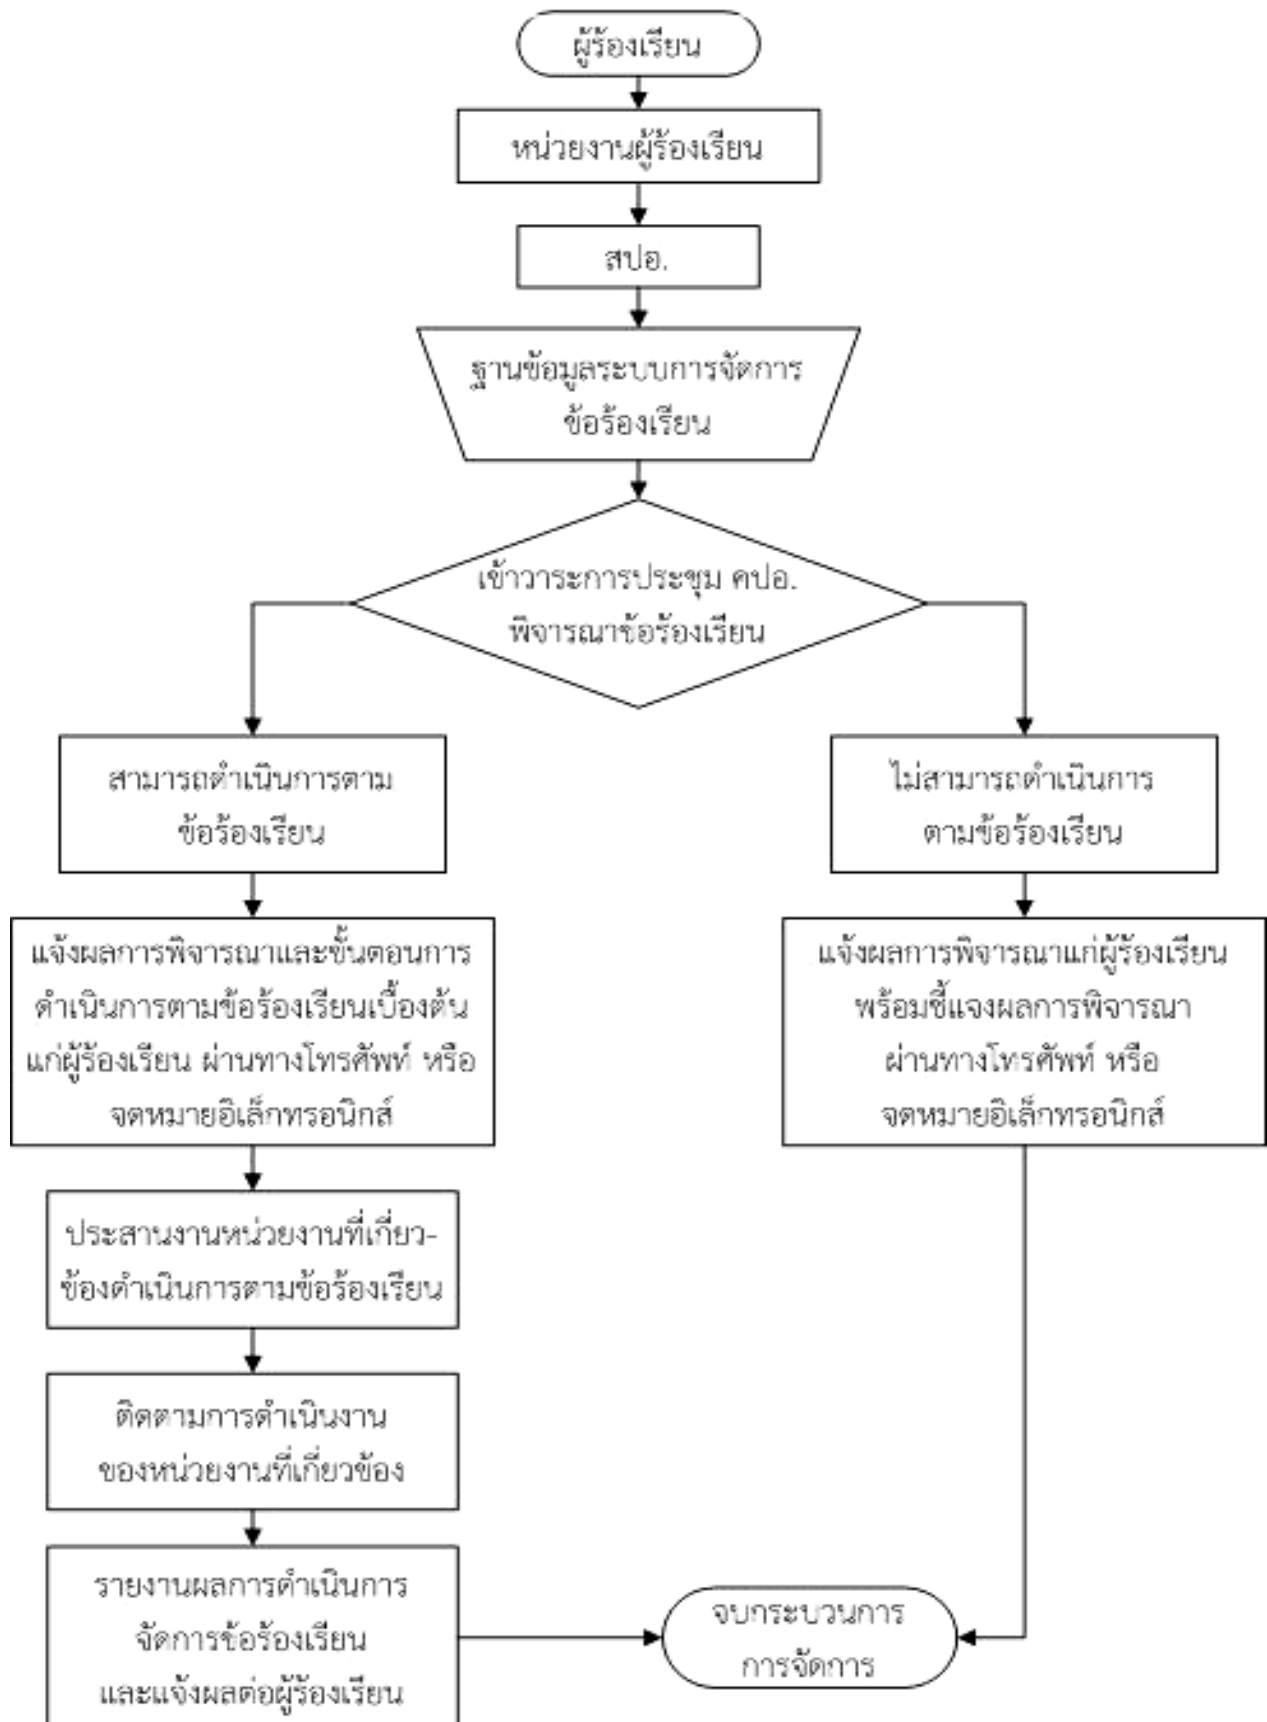 ผู้ร้องเรียน
หน่วยงานผู้ร้องเรียน
สปอ.
ฐานข้อมูลระบบการจัดการ
ข้อร้องเรียน
เข้าวาระการประชุม คปอ.
พิจารณาข้อร้องเรียน
สามารถดำเนินการตาม
ข้อร้องเรียน
ไม่สามารถดำเนินการ
ตามข้อร้องเรียน
แจ้งผลการพิจารณาและขั้นตอนการ
ดำเนินการตามข้อร้องเรียนเบื้องต้น
แก่ผู้ร้องเรียน ผ่านทางโทรศัพท์ หรือ
จดหมายอิเล็กทรอนิกส์
แจ้งผลการพิจารณาแก่ผู้ร้องเรียน
พร้อมชี้แจงผลการพิจารณา
ผ่านทางโทรศัพท์ หรือ
จดหมายอิเล็กทรอนิกส์
ประสานงานหน่วยงานที่เกี่ยว-
ข้องดำเนินการตามข้อร้องเรียน
ติดตามการดำเนินงาน
ของหน่วยงานที่เกี่ยวข้อง
รายงานผลการดำเนินการ
จัดการข้อร้องเรียน
และแจ้งผลต่อผู้ร้องเรียน
จบกระบวนการ
การจัดการ